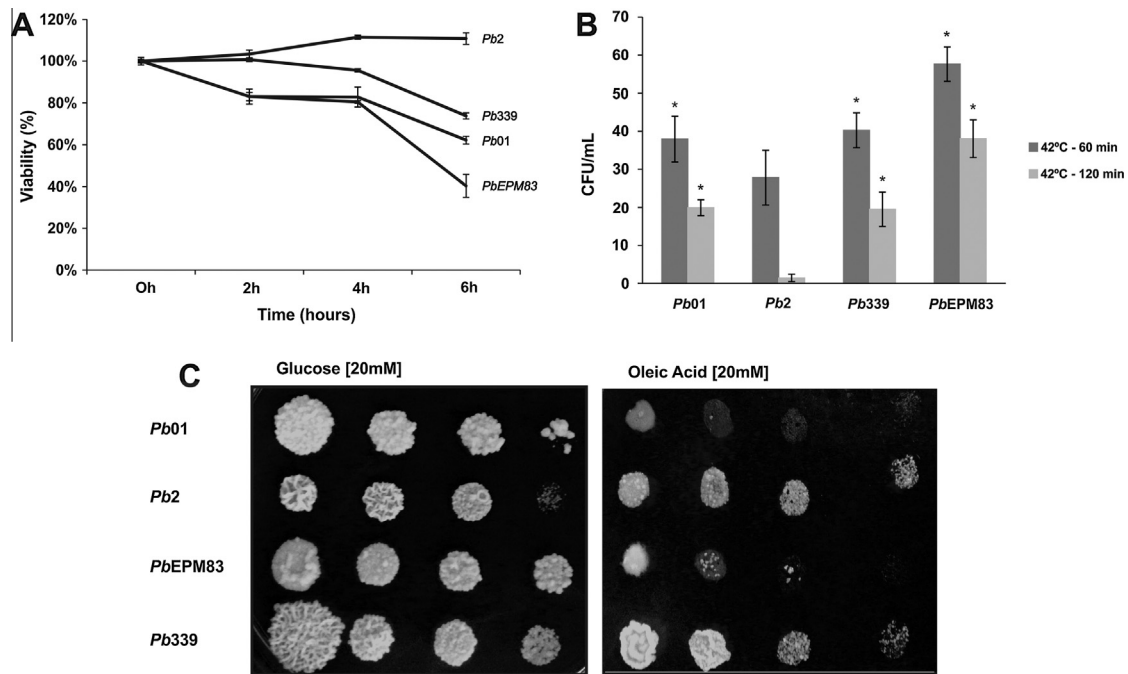 A
120%
100%
80%
60%
40%
20%
0%
Viability (%)
Oh
2h
4h
6h
Time (hours)
Pb2
Pb339
Pb01
PbEPM83
B
70
60
50
40
30
20
10
0
CFU/mL
*
*
*
*
*
*
Pb01
Pb2
Pb339
PbEPM83
42ºC - 60 min
42ºC - 120 min
C
Glucose [20mM]
Oleic Acid [20mM]
Pb01
Pb2
PbEPM83
Pb339